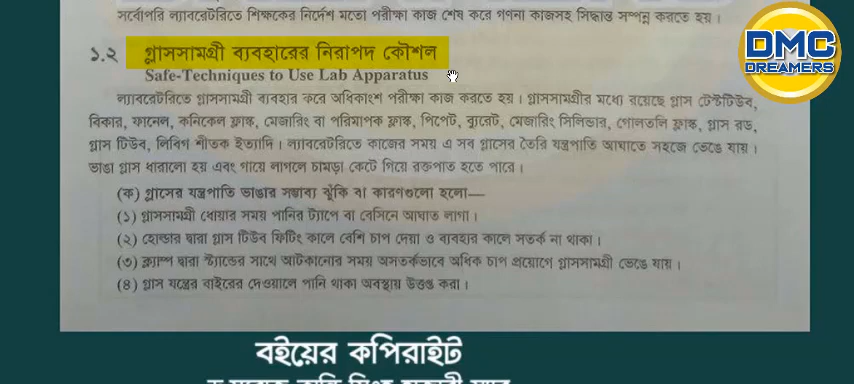 সর্বোপরি ল্যাবরেটরিতে শিক্ষকের নির্দেশ মতো পরীক্ষা কাজ শেষ করে গণনা কাজসহ সিদ্ধান্ত সম্পন্ন করতে হয়।
DMC
DREAMERS
১.২ গ্লাসসামগ্রী ব্যবহারের নিরাপদ কৌশল
Safe-Techniques to Use Lab Apparatus
ল্যাবরেটরিতে গ্লাসসামগ্রী ব্যবহার করে অধিকাংশ পরীক্ষা কাজ করতে হয়। গ্লাসসামগ্রীর মধ্যে রয়েছে গ্লাস টেস্টটিউব,
বিকার, ফানেল, কনিকেল ফ্লাস্ক, মেজারিং বা পরিমাপক ফ্লাস্ক, পিপেট, ব্যুরেট, মেজারিং সিলিন্ডার, গোলতলি ফ্লাস্ক, গ্লাস রড,
গ্লাস টিউব, লিবিগ শীতক ইত্যাদি। ল্যাবরেটরিতে কাজের সময় এ সব গ্লাসের তৈরি যন্ত্রপাতি আঘাতে সহজে ভেঙে যায়।
ভাঙা গ্লাস ধারালো হয় এবং গায়ে লাগলে চামড়া কেটে গিয়ে রক্তপাত হতে পারে।
(ক) গ্লাসের যন্ত্রপাতি ভাঙার সম্ভাব্য ঝুঁকি বা কারণগুলো হলো—
(১) গ্লাসসামগ্রী ধোয়ার সময় পানির ট্যাপে বা বেসিনে আঘাত লাগা।
(২) হোল্ডার দ্বারা গ্লাস টিউব ফিটিং কালে বেশি চাপ দেয়া ও ব্যবহার কালে সতর্ক না থাকা।
(৩) ক্ল্যাম্প দ্বারা স্ট্যান্ডের সাথে আটকানোর সময় অসতর্কভাবে অধিক চাপ প্রয়োগে গ্লাসসামগ্রী ভেঙে যায়।
(৪) গ্লাস যন্ত্রের বাইরের দেওয়ালে পানি থাকা অবস্থায় উত্তপ্ত করা।
বইয়ের কপিরাইট